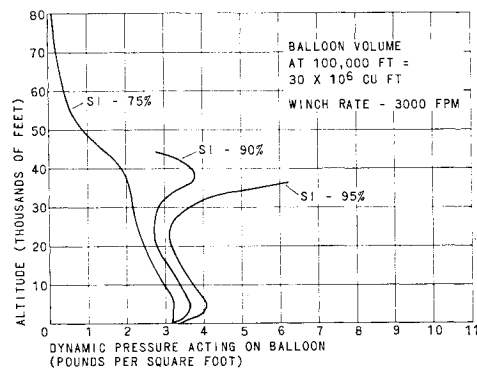 80
70
60
50
40
30
20
10
0
ALTITUDE (THOUSANDS OF FEET)
BALLOON VOLUME
AT 100,000 FT =
30 X 10⁶ CU FT
WINCH RATE - 3000 FPM
SI - 75%
SI - 90%
SI - 95%
0 1 2 3 4 5 6 7 8 9 10 11
DYNAMIC PRESSURE ACTING ON BALLOON
(POUNDS PER SQUARE FOOT)